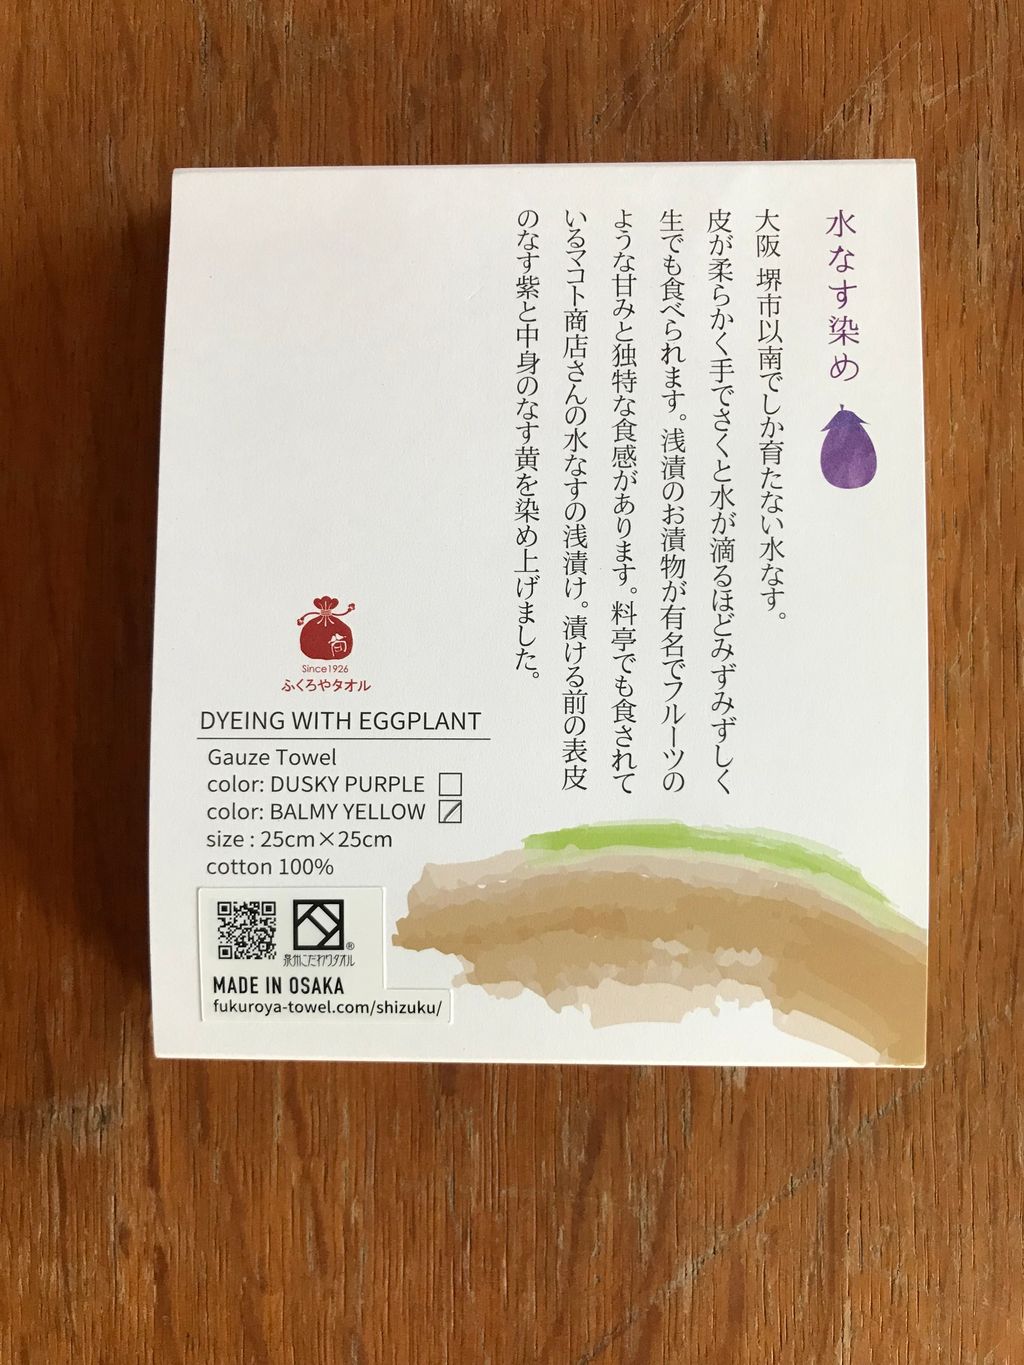 水なす染め
大阪 堺市以南でしか育たない水なす。
皮が柔らかく手でさくと水が滴るほどみずみずしく
生でも食べられます。浅漬のお漬物が有名でフルーツの
ような甘みと独特な食感があります。料亭でも食されて
いるマコト商店さんの水なすの浅漬け。漬ける前の表皮
のなす紫と中身のなす黄を染め上げました。
Since1926
ふくろやタオル
DYEING WITH EGGPLANT
Gauze Towel
color: DUSKY PURPLE
color: BALMY YELLOW
size : 25cm×25cm
cotton 100%
®
泉州こだわりタオル
MADE IN OSAKA
fukuroya-towel.com/shizuku/